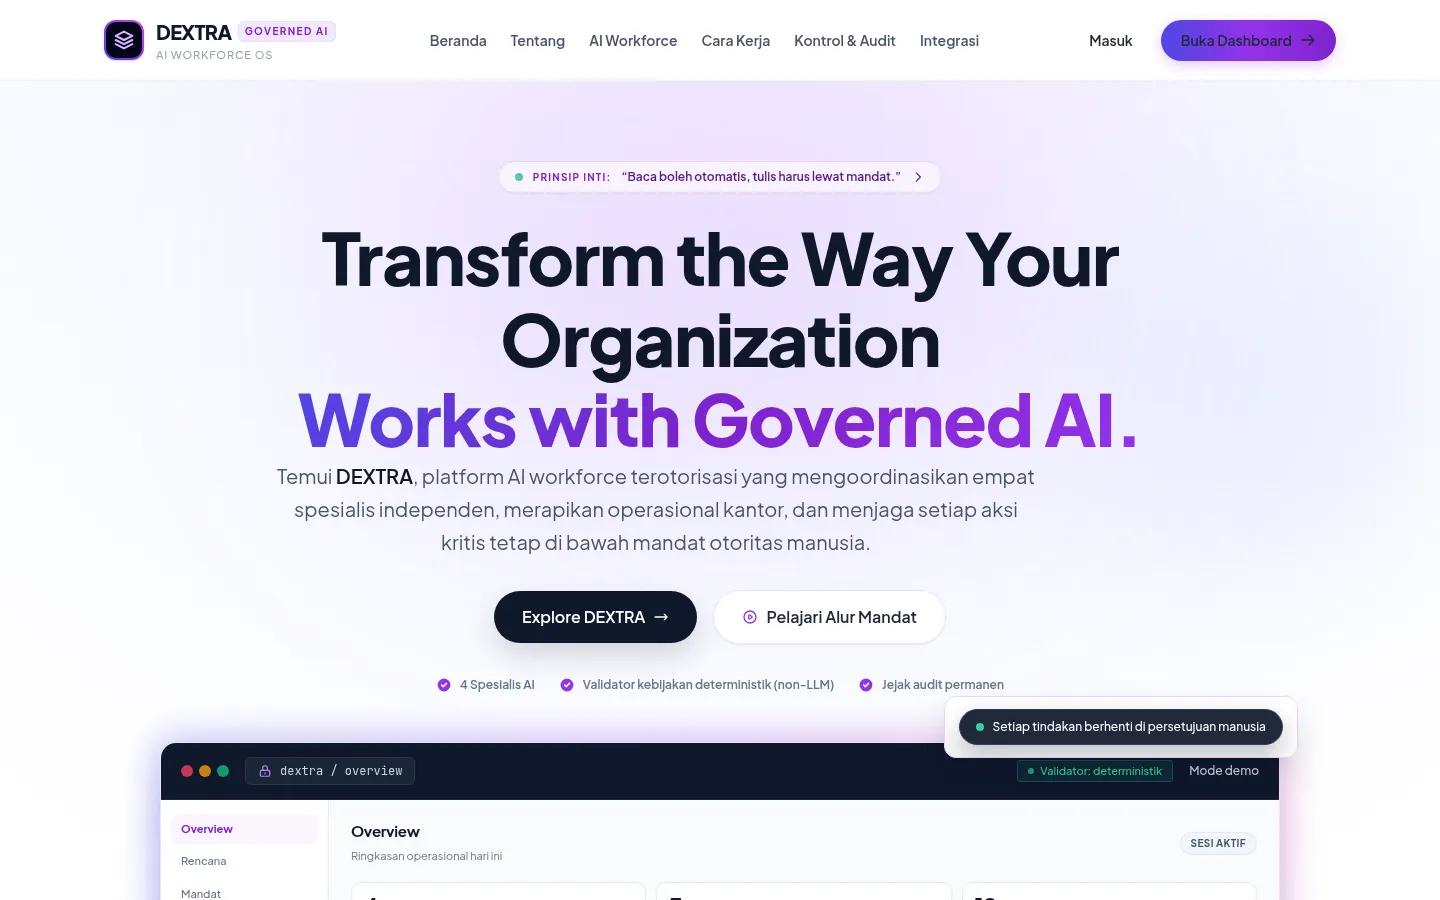 DEXTRA GOVERNED AI
AI WORKFORCE OS
Beranda Tentang AI Workforce Cara Kerja Kontrol & Audit Integrasi
Masuk Buka Dashboard →
PRINSIP INTI: “Baca boleh otomatis, tulis harus lewat mandat.”
Transform the Way Your
Organization
Works with Governed AI.
Temui DEXTRA, platform AI workforce terotorisasi yang mengoordinasikan empat
spesialis independen, merapikan operasional kantor, dan menjaga setiap aksi
kritis tetap di bawah mandat otoritas manusia.
Explore DEXTRA → Pelajari Alur Mandat
4 Spesialis AI Validator kebijakan deterministik (non-LLM) Jejak audit permanen
Setiap tindakan berhenti di persetujuan manusia
dextra / overview Validator: deterministik Mode demo
Overview
Rencana
Mandat
Overview
Ringkasan operasional hari ini
SESI AKTIF